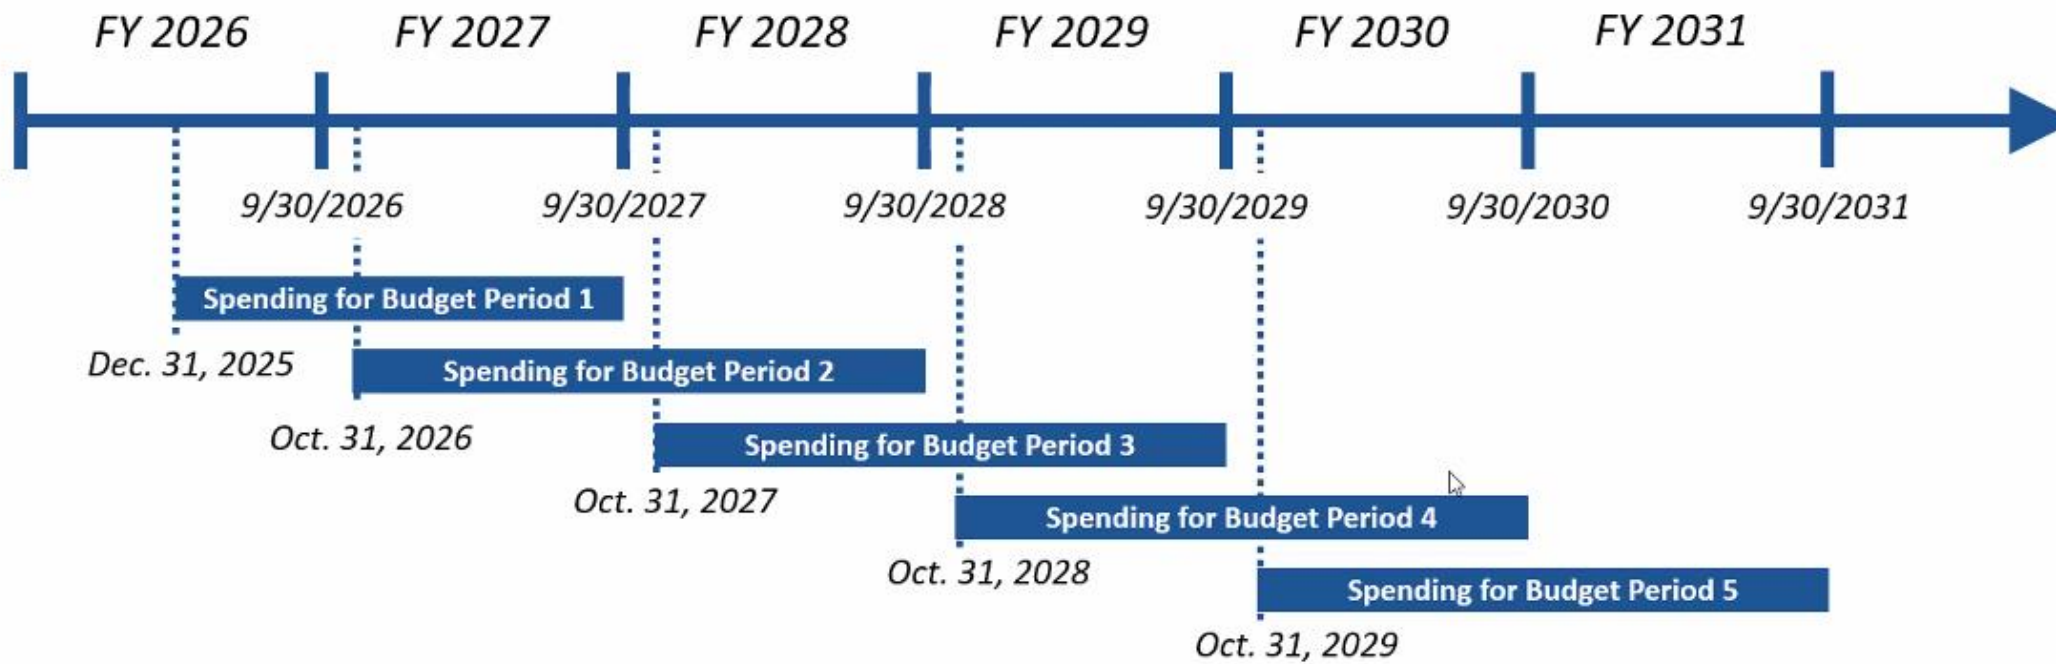 FY 2026
FY 2027
FY 2028
FY 2029
FY 2030
FY 2031
9/30/2026
9/30/2027
9/30/2028
9/30/2029
9/30/2030
9/30/2031
Spending for Budget Period 1
Dec. 31, 2025
Spending for Budget Period 2
Oct. 31, 2026
Spending for Budget Period 3
Oct. 31, 2027
Spending for Budget Period 4
Oct. 31, 2028
Spending for Budget Period 5
Oct. 31, 2029